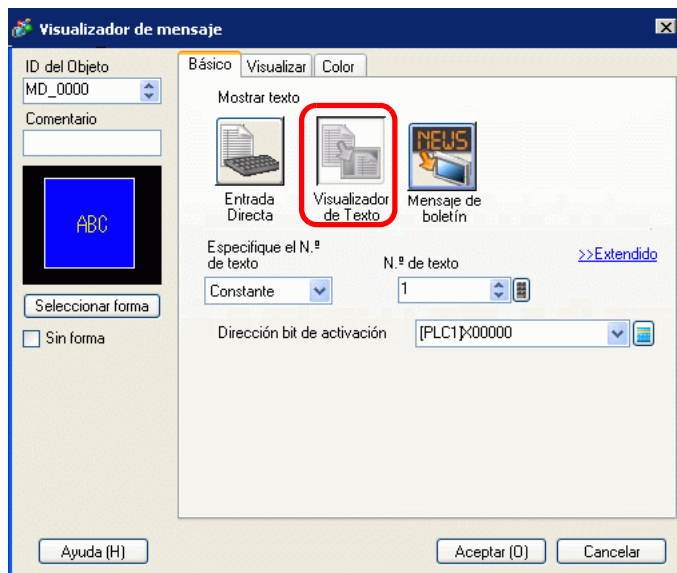 Visualizador de mensaje
ID del Objeto
MD_0000
Comentario
ABC
Seleccionar forma
Sin forma
Básico Visualizar Color
Mostrar texto
NEWS
Entrada
Directa
Visualizador
de Texto
Mensaje de
boletín
Especifique el N.º
de texto
N.º de texto
>>Extendido
Constante
1
Dirección bit de activación
[PLC1]X00000
Ayuda (H)
Aceptar (O)
Cancelar